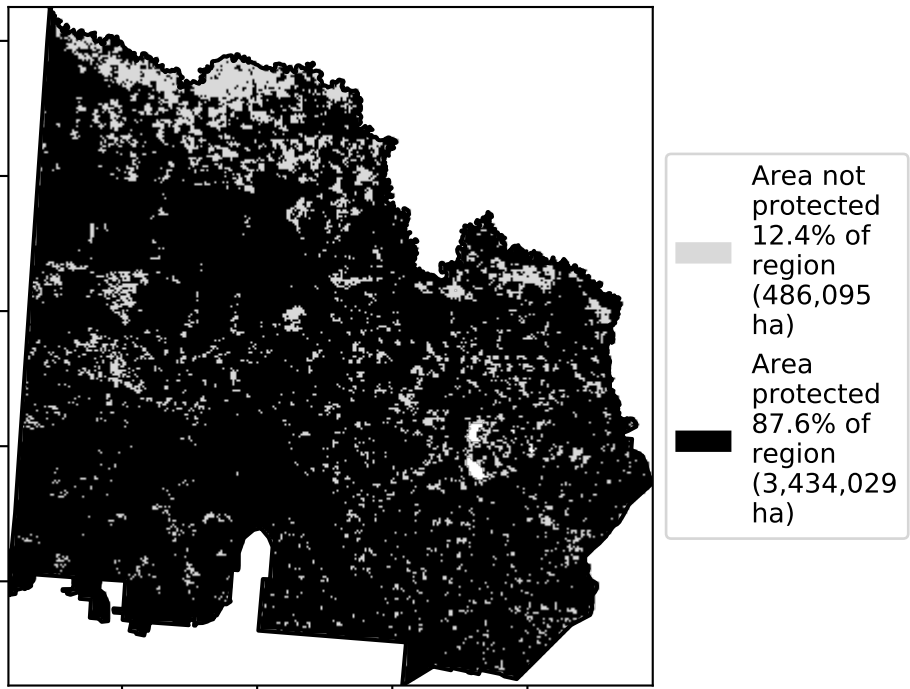 Area not
protected
12.4% of
region
(486,095
ha)
Area
protected
87.6% of
region
(3,434,029
ha)